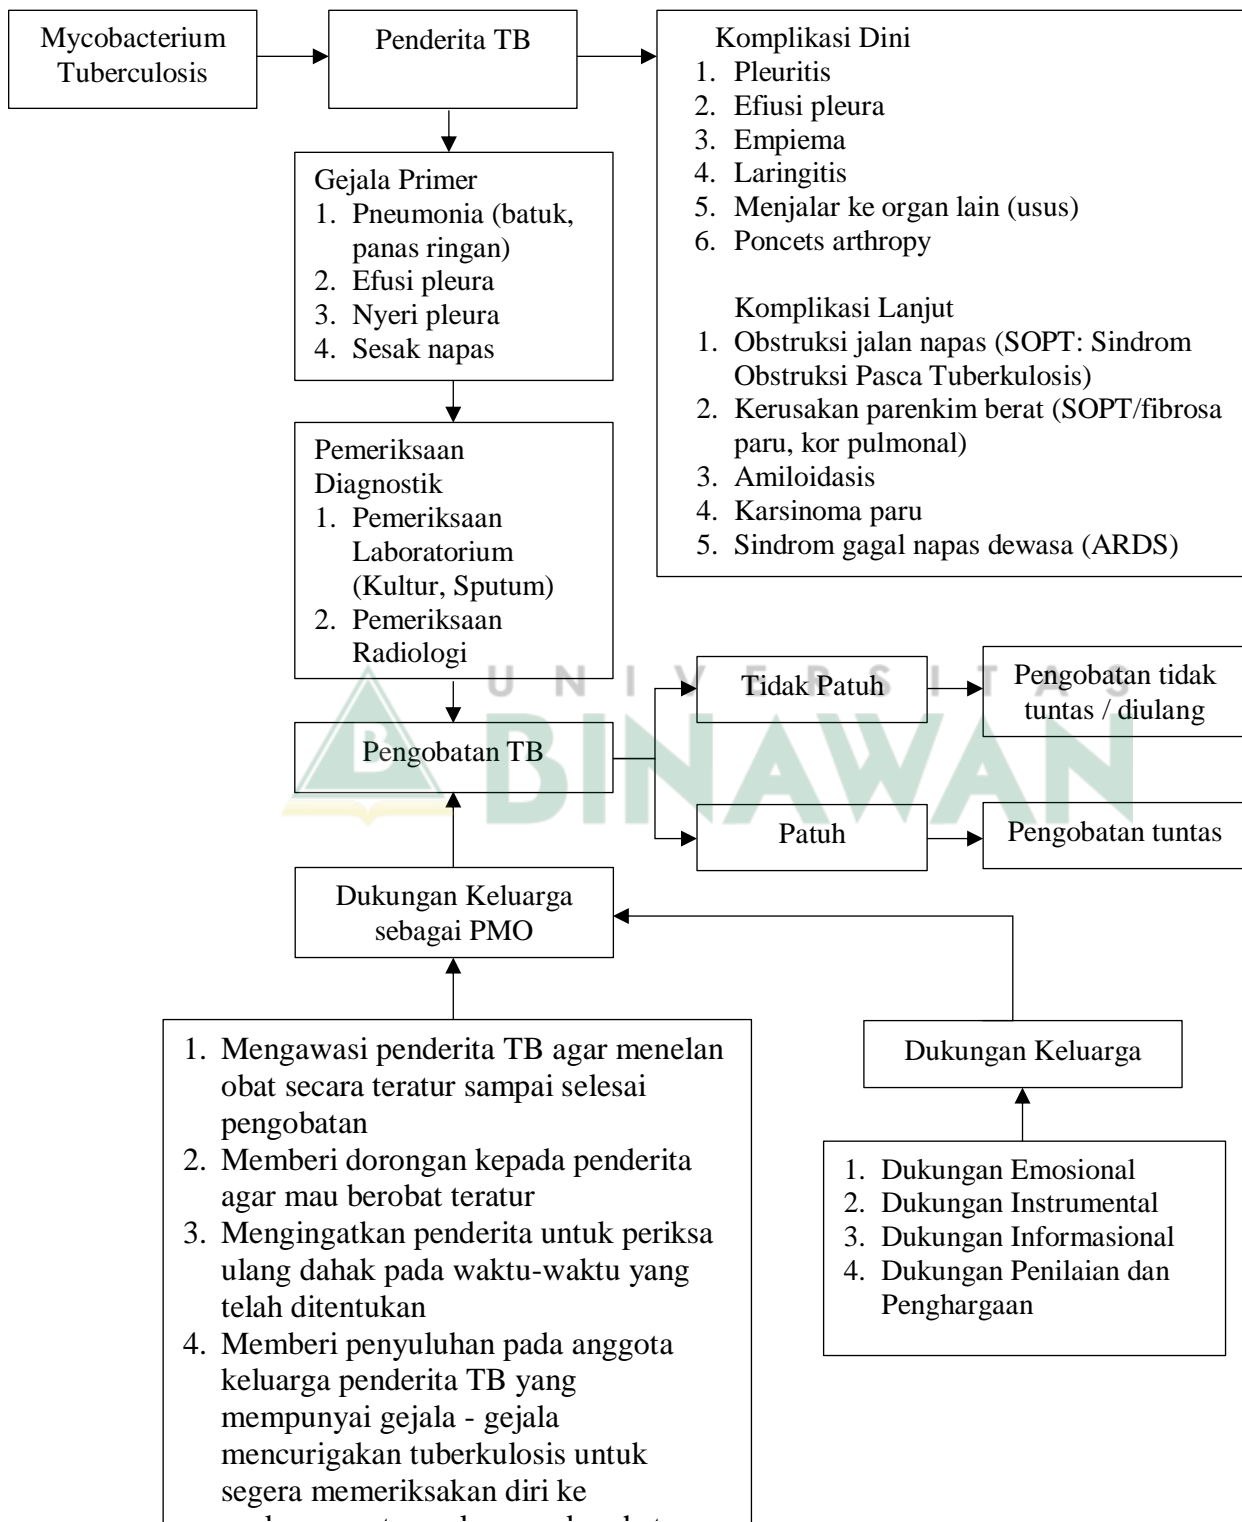 Mycobacterium
Tuberculosis
Penderita TB
Komplikasi Dini
1. Pleuritis
2. Efiusi pleura
3. Empiema
4. Laringitis
5. Menjalar ke organ lain (usus)
6. Poncets arthropy
Komplikasi Lanjut
1. Obstruksi jalan napas (SOPT: Sindrom
Obstruksi Pasca Tuberkulosis)
2. Kerusakan parenkim berat (SOPT/fibrosa
paru, kor pulmonal)
3. Amiloidasis
4. Karsinoma paru
5. Sindrom gagal napas dewasa (ARDS)
Gejala Primer
1. Pneumonia (batuk,
panas ringan)
2. Efusi pleura
3. Nyeri pleura
4. Sesak napas
Pemeriksaan
Diagnostik
1. Pemeriksaan
Laboratorium
(Kultur, Sputum)
2. Pemeriksaan
Radiologi
UNIVERSITAS
B BINAWAN
Tidak Patuh
Pengobatan tidak
tuntas / diulang
Pengobatan TB
Patuh
Pengobatan tuntas
Dukungan Keluarga
sebagai PMO
1. Mengawasi penderita TB agar menelan
obat secara teratur sampai selesai
pengobatan
2. Memberi dorongan kepada penderita
agar mau berobat teratur
3. Mengingatkan penderita untuk periksa
ulang dahak pada waktu-waktu yang
telah ditentukan
4. Memberi penyuluhan pada anggota
keluarga penderita TB yang
mempunyai gejala - gejala
mencurigakan tuberkulosis untuk
segera memeriksakan diri ke
Dukungan Keluarga
1. Dukungan Emosional
2. Dukungan Instrumental
3. Dukungan Informasional
4. Dukungan Penilaian dan
Penghargaan